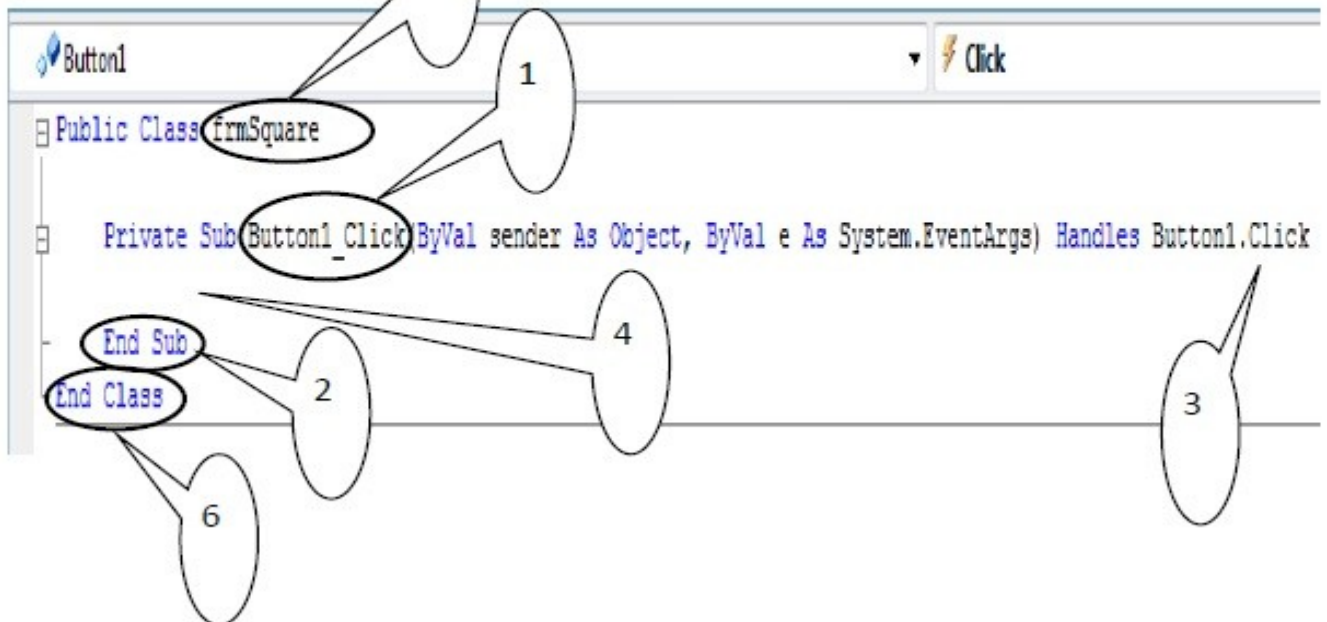 Button1 Click
1
Public Class frmSquare
Private Sub Button1_Click(ByVal sender As Object, ByVal e As System.EventArgs) Handles Button1.Click
4
End Sub
2
3
End Class
6